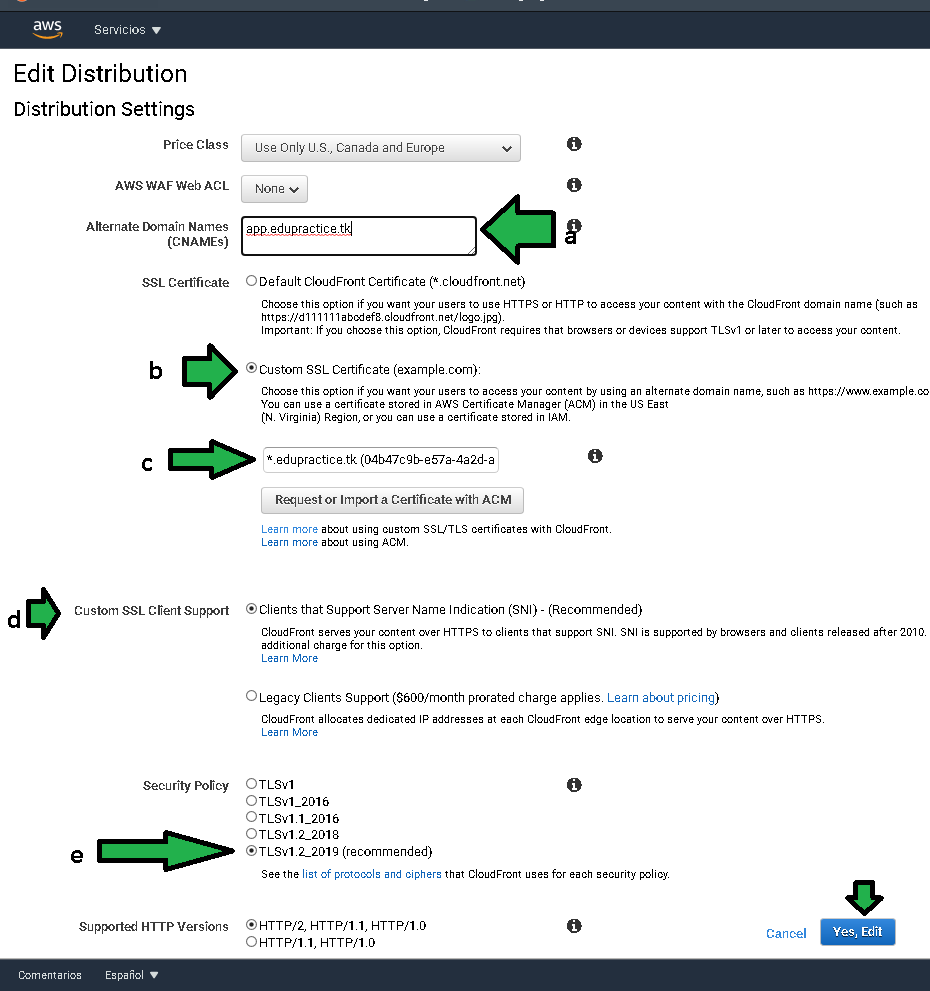 aws
Servicios
Edit Distribution
Distribution Settings
Price Class
Use Only U.S., Canada and Europe
AWS WAF Web ACL
None
Alternate Domain Names
(CNAMEs)
app.edupractice.tk
a
SSL Certificate
Default CloudFront Certificate (*.cloudfront.net)
Choose this option if you want your users to use HTTPS or HTTP to access your content with the CloudFront domain name (such as
https://d111111abcdef8.cloudfront.net/logo.jpg).
Important: If you choose this option, CloudFront requires that browsers or devices support TLSv1 or later to access your content.
b
Custom SSL Certificate (example.com):
Choose this option if you want your users to access your content by using an alternate domain name, such as https://www.example.co
You can use a certificate stored in AWS Certificate Manager (ACM) in the US East
(N. Virginia) Region, or you can use a certificate stored in IAM.
c
*.edupractice.tk (04b47c9b-e57a-4a2d-a
Request or Import a Certificate with ACM
Learn more about using custom SSL/TLS certificates with CloudFront.
Learn more about using ACM.
d
Custom SSL Client Support
Clients that Support Server Name Indication (SNI) - (Recommended)
CloudFront serves your content over HTTPS to clients that support SNI. SNI is supported by browsers and clients released after 2010.
additional charge for this option.
Learn More
Legacy Clients Support ($600/month prorated charge applies. Learn about pricing)
CloudFront allocates dedicated IP addresses at each CloudFront edge location to serve your content over HTTPS.
Learn More
Security Policy
TLSv1
TLSv1_2016
TLSv1.1_2016
TLSv1.2_2018
e
TLSv1.2_2019 (recommended)
See the list of protocols and ciphers that CloudFront uses for each security policy.
Supported HTTP Versions
HTTP/2, HTTP/1.1, HTTP/1.0
HTTP/1.1, HTTP/1.0
Cancel
Yes, Edit
Comentarios
Español